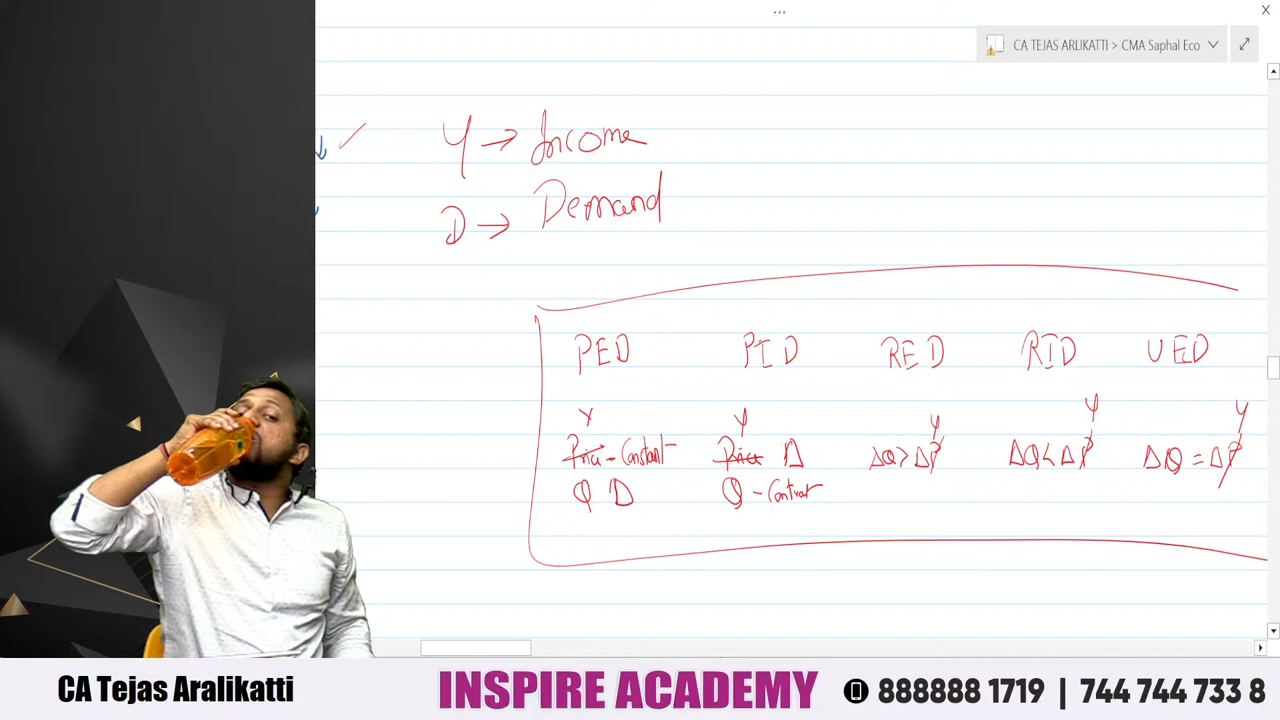 ...
CA TEJAS ARLIKATTI > CMA Saphal Eco
Y → Income
D → Demand
PED PID RED RID UED
Y Y Y Y Y
Price - Constant Price Δ ΔQ > ΔP ΔQ < ΔP ΔQ = ΔP
Q Δ Q - Contrat
CA Tejas Aralikatti INSPIRE ACADEMY 888888 1719 | 744 744 733 8